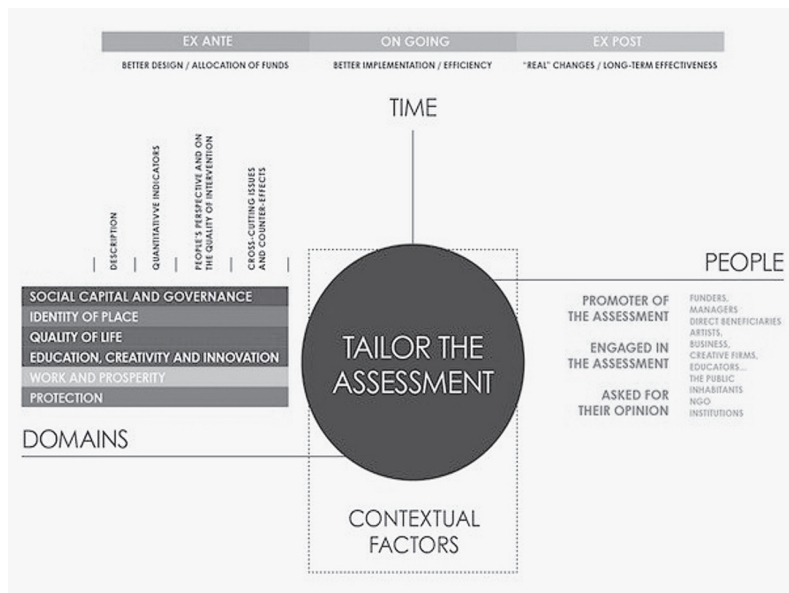 EX ANTE
ON GOING
EX POST
BETTER DESIGN / ALLOCATION OF FUNDS
BETTER IMPLEMENTATION / EFFICIENCY
"REAL" CHANGES / LONG-TERM EFFECTIVENESS
TIME
DESCRIPTION
QUANTITATIVVE INDICATORS
PEOPLE'S PERSPECTIVE AND ON
THE QUALITY OF INTERVENTION
CROSS-CUTTING ISSUES
AND COUNTER-EFFECTS
SOCIAL CAPITAL AND GOVERNANCE
IDENTITY OF PLACE
QUALITY OF LIFE
EDUCATION, CREATIVITY AND INNOVATION
WORK AND PROSPERITY
PROTECTION
DOMAINS
TAILOR THE
ASSESSMENT
PEOPLE
PROMOTER OF
THE ASSESSMENT
ENGAGED IN
THE ASSESSMENT
ASKED FOR
THEIR OPINION
FUNDERS,
MANAGERS
DIRECT BENEFICIARIES
ARTISTS,
BUSINESS,
CREATIVE FIRMS,
EDUCATORS...
THE PUBLIC
INHABITANTS
NGO
INSTITUTIONS
CONTEXTUAL
FACTORS